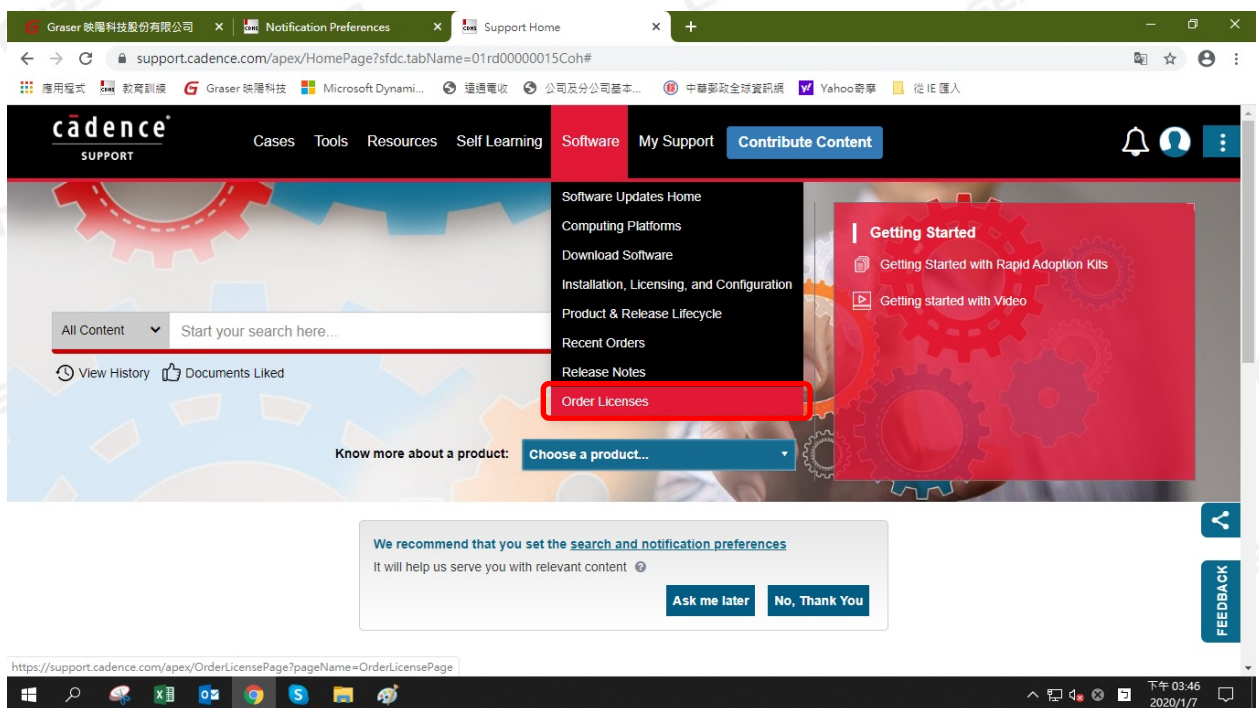 Graser 映陽科技股份有限公司
Notification Preferences
Support Home
support.cadence.com/apex/HomePage?sfdc.tabName=01rd00000015Coh#
應用程式
教育訓練
Graser 映陽科技
Microsoft Dynami...
遠通電收
公司及分公司基本...
中華郵政全球資訊網
Yahoo奇摩
從 IE 匯入
cādence®
SUPPORT
Cases
Tools
Resources
Self Learning
Software
My Support
Contribute Content
Software Updates Home
Computing Platforms
Download Software
Installation, Licensing, and Configuration
Product & Release Lifecycle
Recent Orders
Release Notes
Order Licenses
Getting Started
Getting Started with Rapid Adoption Kits
Getting started with Video
All Content
Start your search here...
View History
Documents Liked
Know more about a product:
Choose a product...
We recommend that you set the search and notification preferences
It will help us serve you with relevant content
Ask me later
No, Thank You
FEEDBACK
https://support.cadence.com/apex/OrderLicensePage?pageName=OrderLicensePage
下午 03:46
2020/1/7